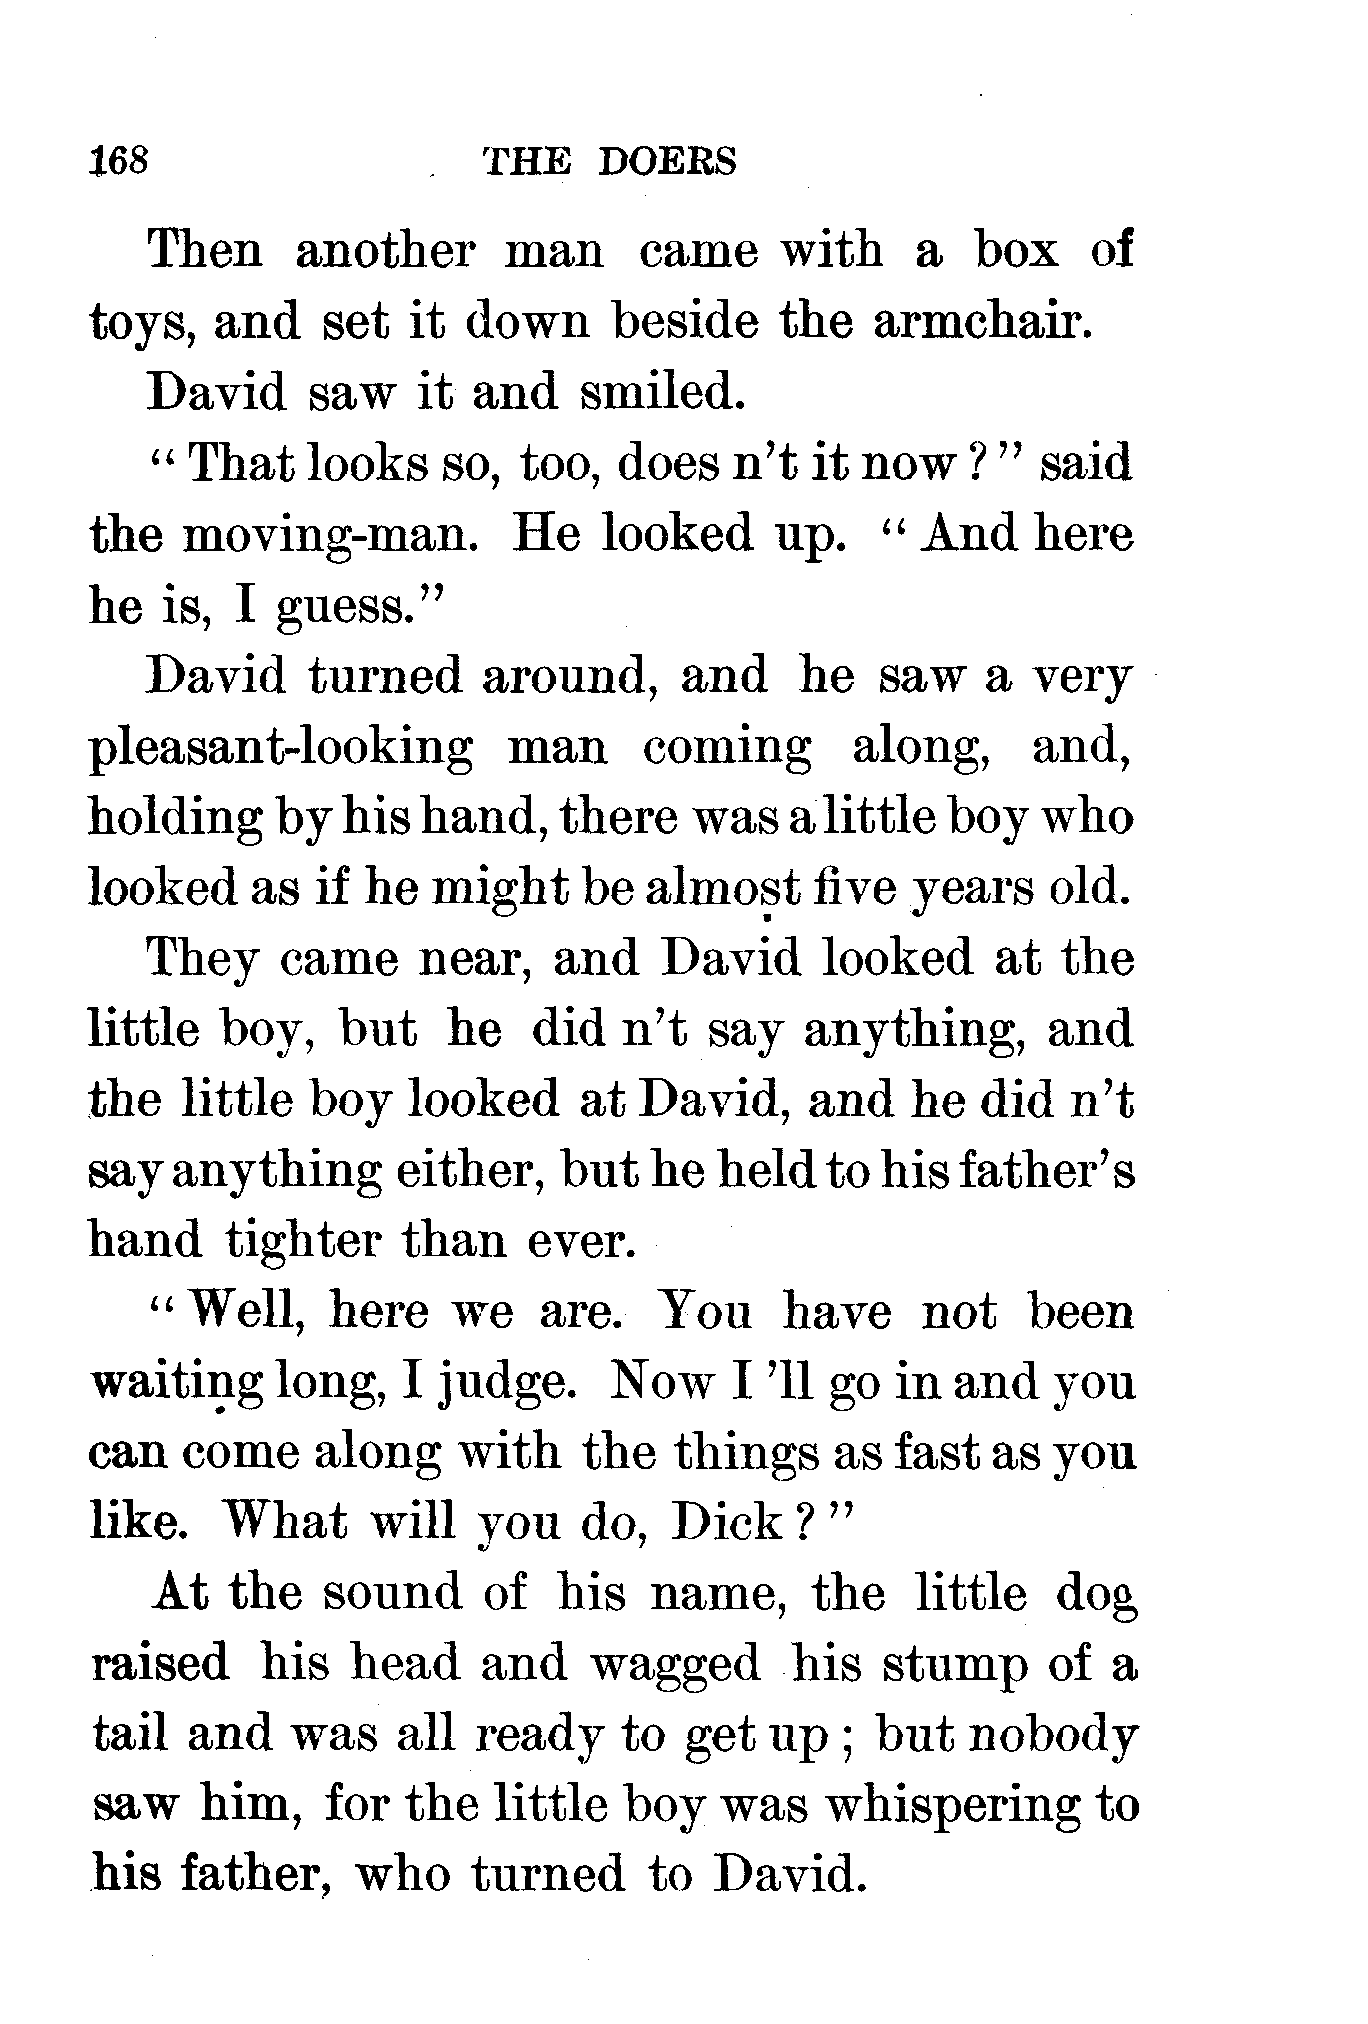 168 THE DOERS
Then another man came with a box of
toys, and set it down beside the armchair.
David saw it and smiled.
“ That looks so, too, does n’t it now ? ” said
the moving-man. He looked up. “ And here
he is, I guess.”
David turned around, and he saw a very
pleasant-looking man coming along, and,
holding by his hand, there was a little boy who
looked as if he might be almost five years old.
They came near, and David looked at the
little boy, but he did n’t say anything, and
the little boy looked at David, and he did n’t
say anything either, but he held to his father’s
hand tighter than ever.
“ Well, here we are. You have not been
waiting long, I judge. Now I ’ll go in and you
can come along with the things as fast as you
like. What will you do, Dick ? ”
At the sound of his name, the little dog
raised his head and wagged his stump of a
tail and was all ready to get up ; but nobody
saw him, for the little boy was whispering to
his father, who turned to David.